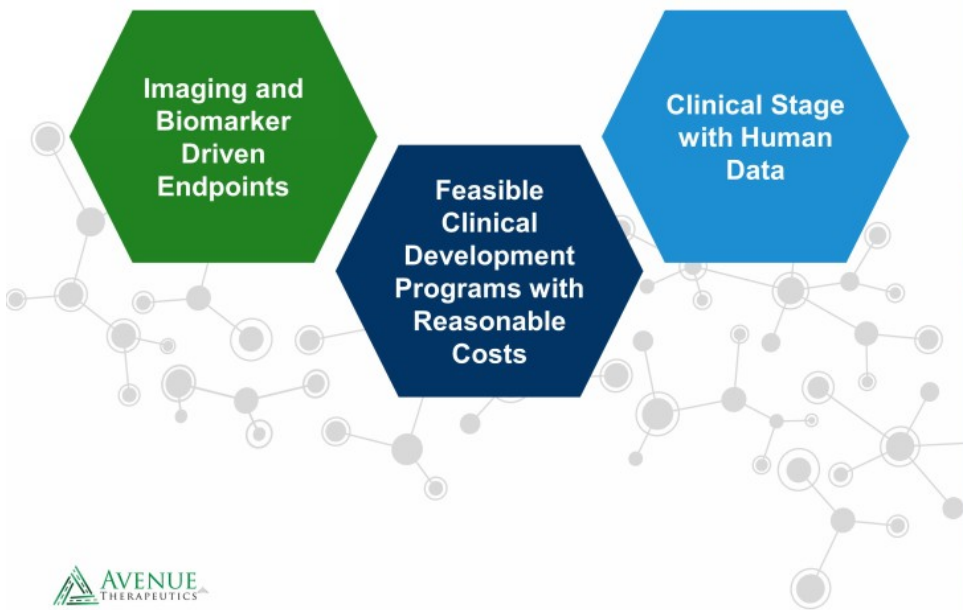 Imaging and
Biomarker
Driven
Endpoints
Feasible
Clinical
Development
Programs with
Reasonable
Costs
Clinical Stage
with Human
Data
AVENUE
THERAPEUTICS